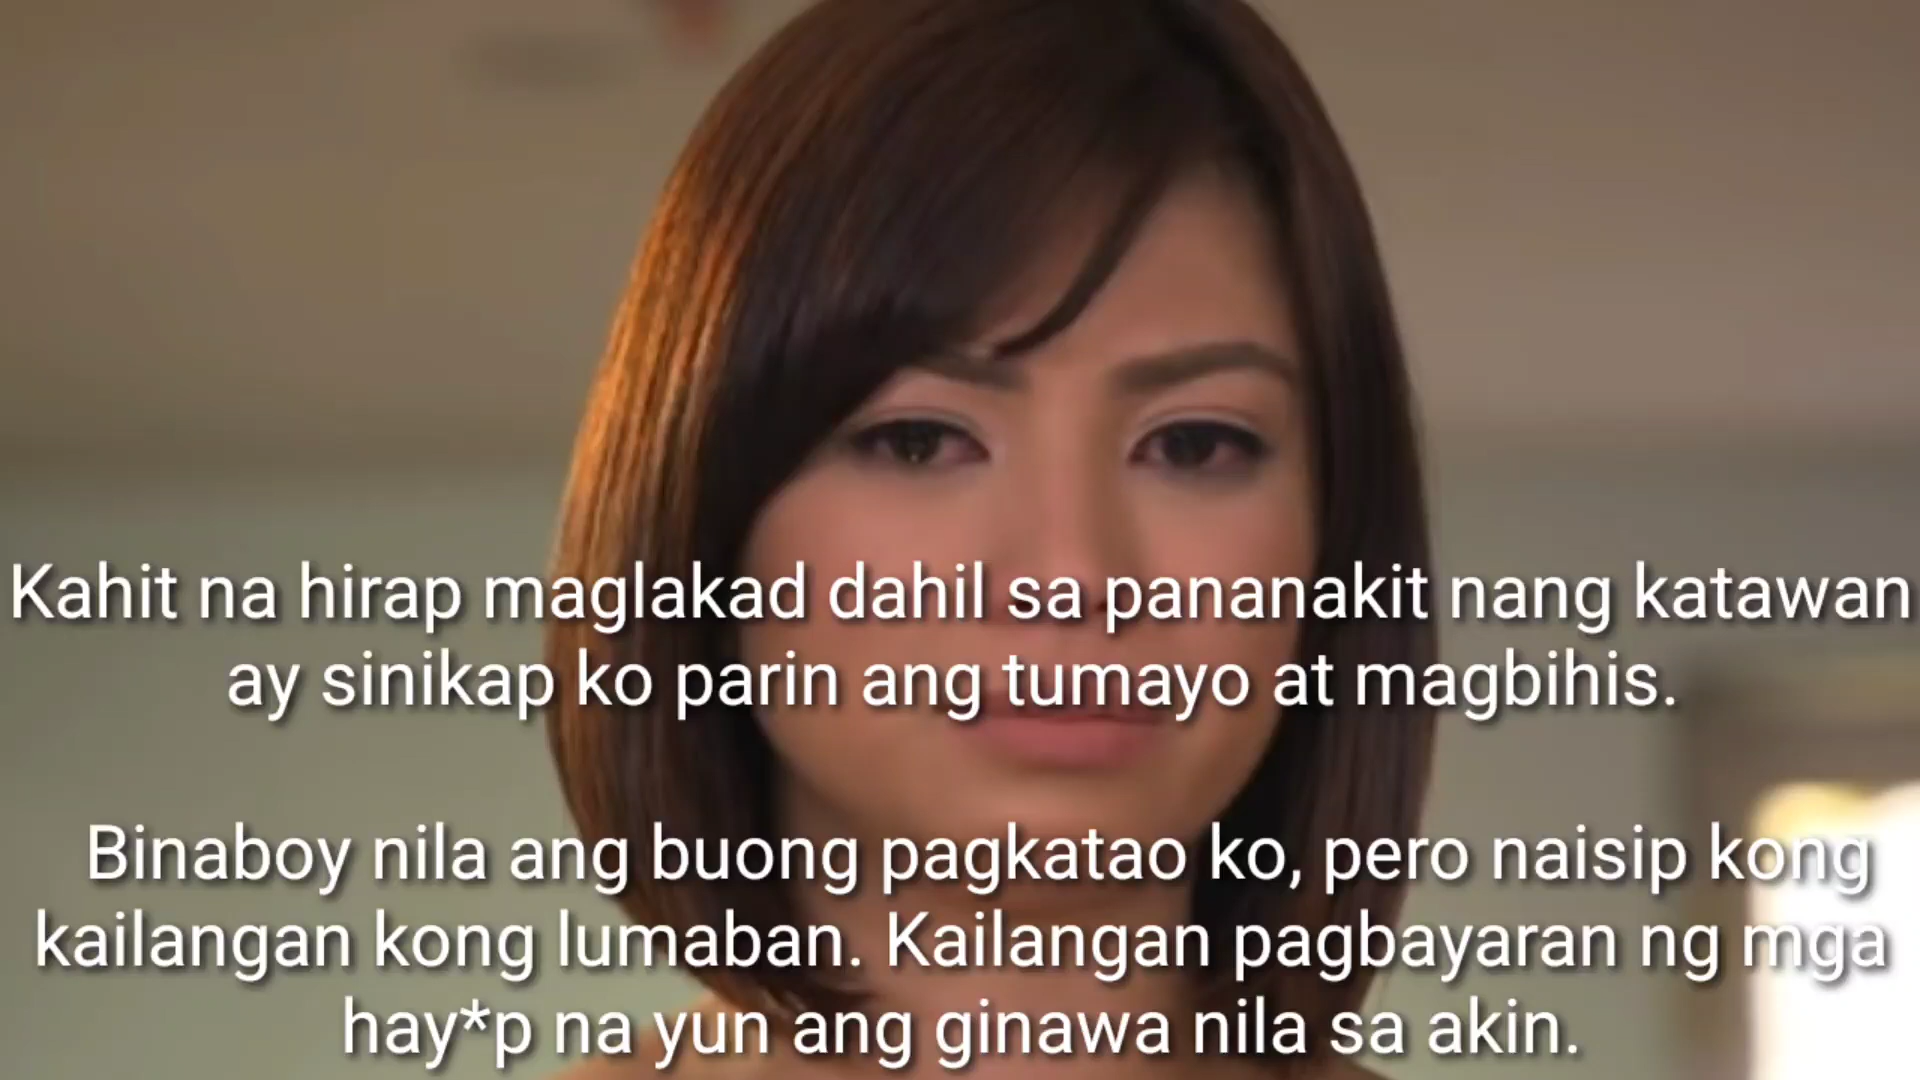 Kahit na hirap maglakad dahil sa pananakit nang katawan
ay sinikap ko parin ang tumayo at magbihis.
Binaboy nila ang buong pagkatao ko, pero naisip kong
kailangan kong lumaban. Kailangan pagbayaran ng mga
hay*p na yun ang ginawa nila sa akin.